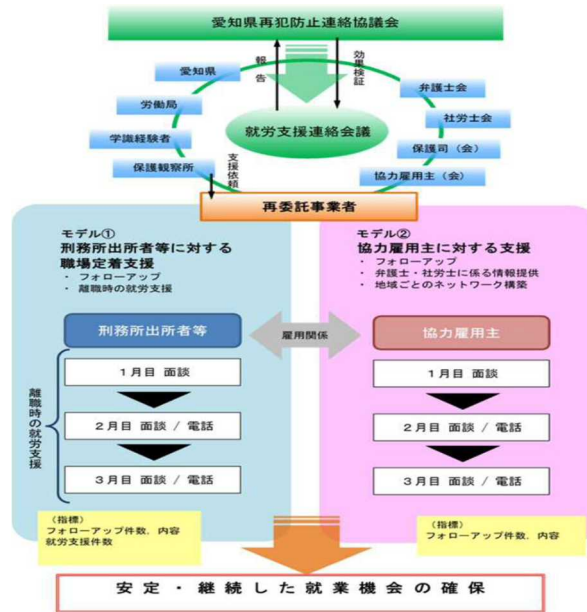 愛知県再犯防止連絡協議会
報告
効果検証
愛知県
労働局
学識経験者
保護観察所
弁護士会
社労士会
保護司（会）
協力雇用主（会）
就労支援連絡会議
支援依頼
再委託事業者
モデル①
刑務所出所者等に対する
職場定着支援
・ フォローアップ
・ 離職時の就労支援
モデル②
協力雇用主に対する支援
・ フォローアップ
・ 弁護士・社労士に係る情報提供
・ 地域ごとのネットワーク構築
刑務所出所者等
雇用関係
協力雇用主
離職時の就労支援
1月目 面談
2月目 面談 / 電話
3月目 面談 / 電話
1月目 面談
2月目 面談 / 電話
3月目 面談 / 電話
（指標）
フォローアップ件数，内容
就労支援件数
（指標）
フォローアップ件数，内容
安定・継続した就業機会の確保